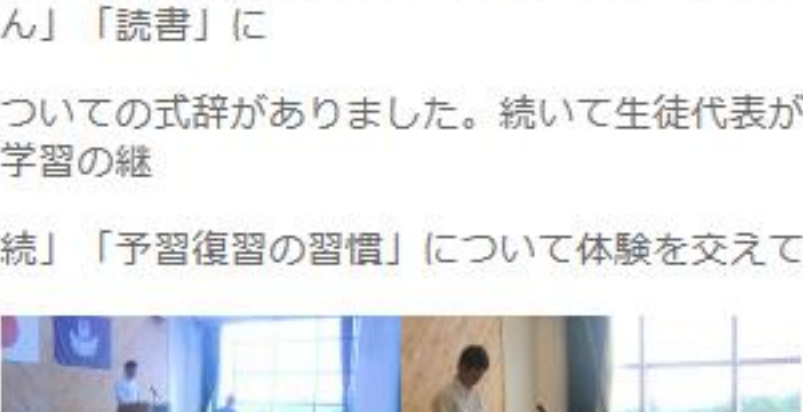 ん」「読書」に
ついての式辞がありました。続いて生徒代表が
学習の継
続」「予習復習の習慣」について体験を交えて